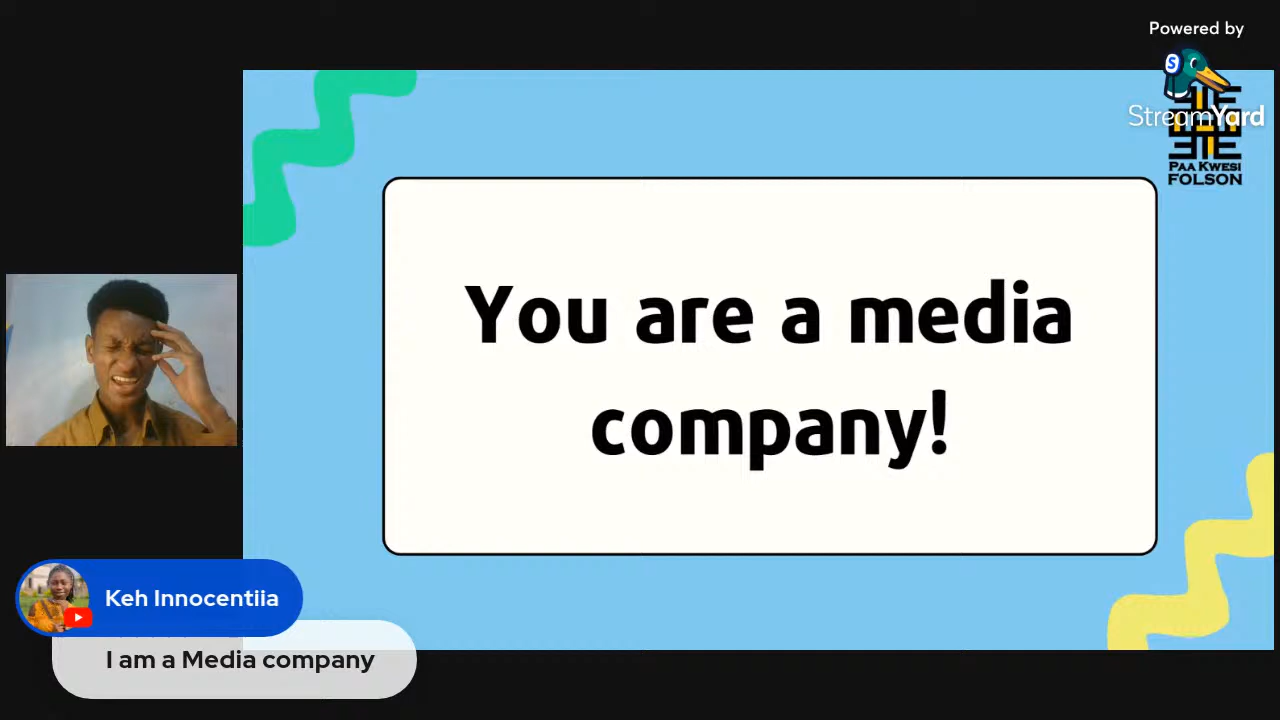 Powered by
StreamYard
PAA KWESI
FOLSON
You are a media
company!
Keh Innocentiia
I am a Media company